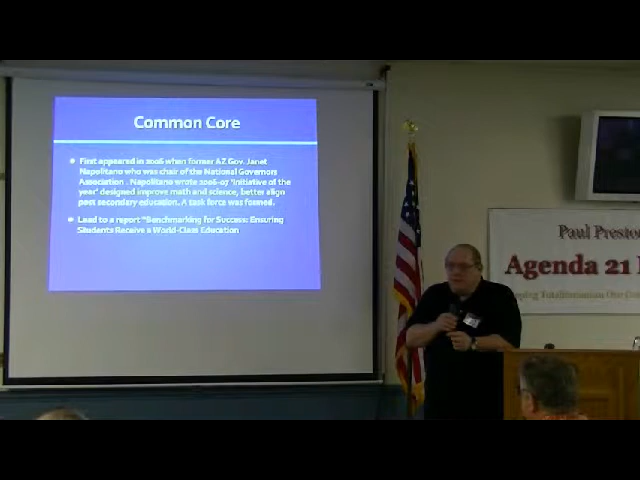 Common Core
First appeared in 2006 when former AZ Gov. Janet
Napolitano who was chair of the National Governors
Association . Napolitano wrote 2006-07 'Initiative of the
year' designed improve math and science, better align
post secondary education. A task force was formed.
Lead to a report "Benchmarking for Success: Ensuring
Students Receive a World-Class Education
Paul Presto
Agenda 21